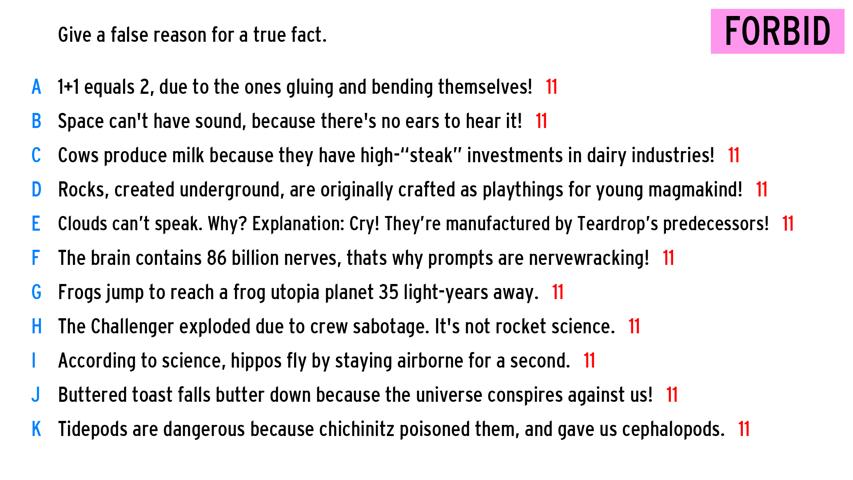 Give a false reason for a true fact.
FORBID
A 1+1 equals 2, due to the ones gluing and bending themselves! 11
B Space can't have sound, because there's no ears to hear it! 11
C Cows produce milk because they have high-“steak” investments in dairy industries! 11
D Rocks, created underground, are originally crafted as playthings for young magmakind! 11
E Clouds can’t speak. Why? Explanation: Cry! They’re manufactured by Teardrop’s predecessors! 11
F The brain contains 86 billion nerves, thats why prompts are nervewracking! 11
G Frogs jump to reach a frog utopia planet 35 light-years away. 11
H The Challenger exploded due to crew sabotage. It's not rocket science. 11
I According to science, hippos fly by staying airborne for a second. 11
J Buttered toast falls butter down because the universe conspires against us! 11
K Tidepods are dangerous because chichinitz poisoned them, and gave us cephalopods. 11